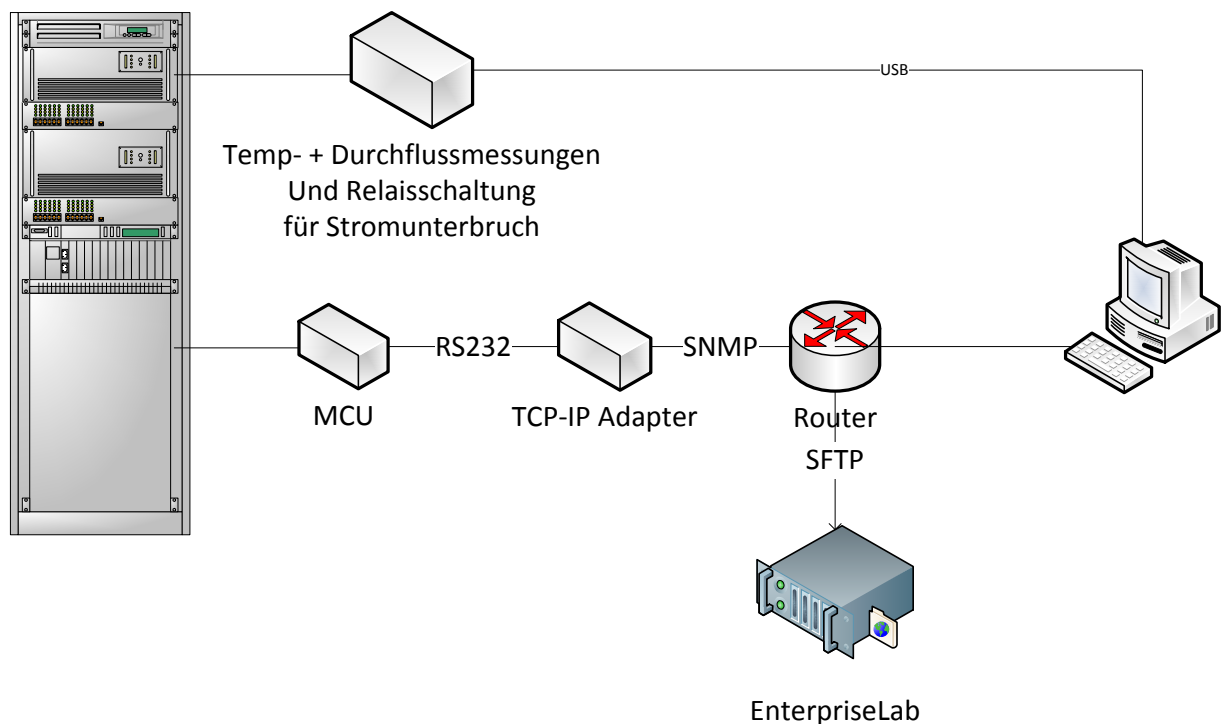 USB
Temp- + Durchflussmessungen
Und Relaisschaltung
für Stromunterbruch
RS232
SNMP
MCU
TCP-IP Adapter
Router
SFTP
EnterpriseLab